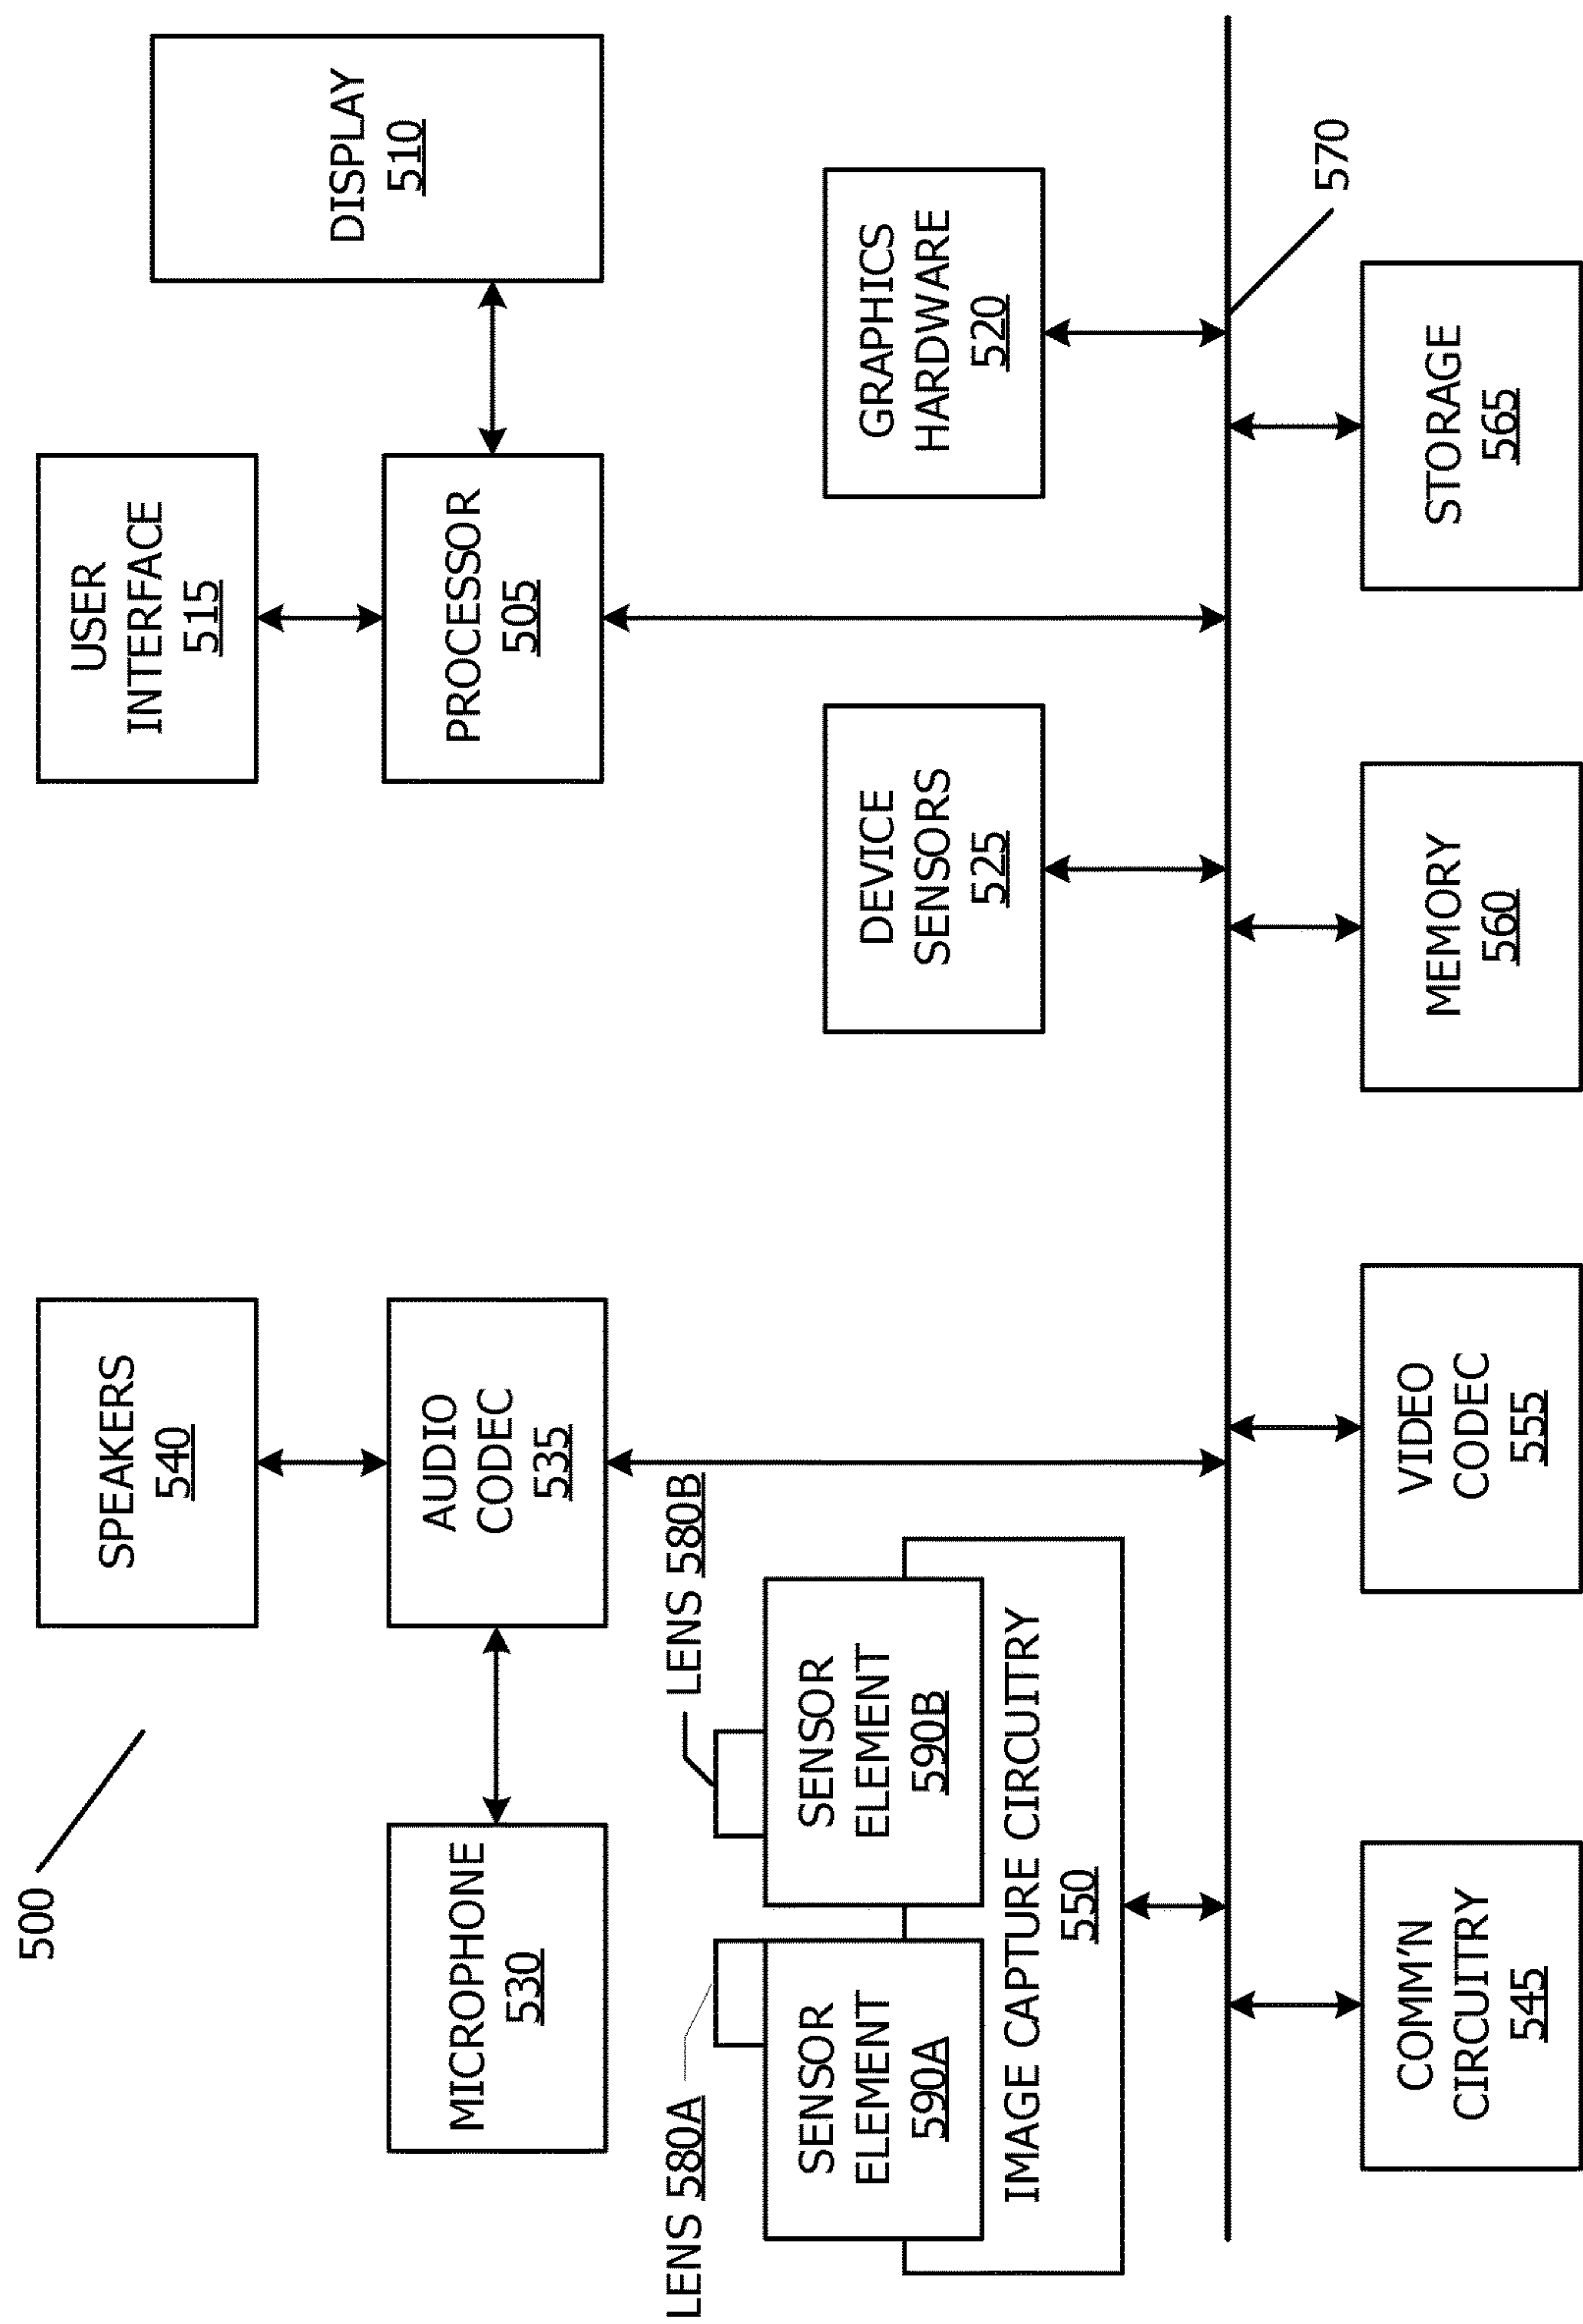 500
SPEAKERS
540
USER
INTERFACE
515
DISPLAY
510
MICROPHONE
530
AUDIO
CODEC
535
PROCESSOR
505
LENS 580A
LENS 580B
SENSOR
ELEMENT
590A
SENSOR
ELEMENT
590B
IMAGE CAPTURE CIRCUITRY
550
DEVICE
SENSORS
525
GRAPHICS
HARDWARE
520
570
COMM'N
CIRCUITRY
545
VIDEO
CODEC
555
MEMORY
560
STORAGE
565